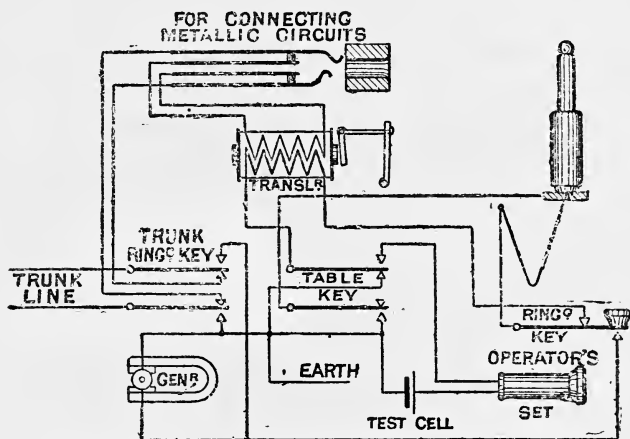 FOR CONNECTING
METALLIC CIRCUITS
TRANSLR
TRUNK
RINGG KEY
TRUNK
LINE
TABLE
KEY
RINGG
KEY
GENR
EARTH
TEST CELL
OPERATOR'S
SET